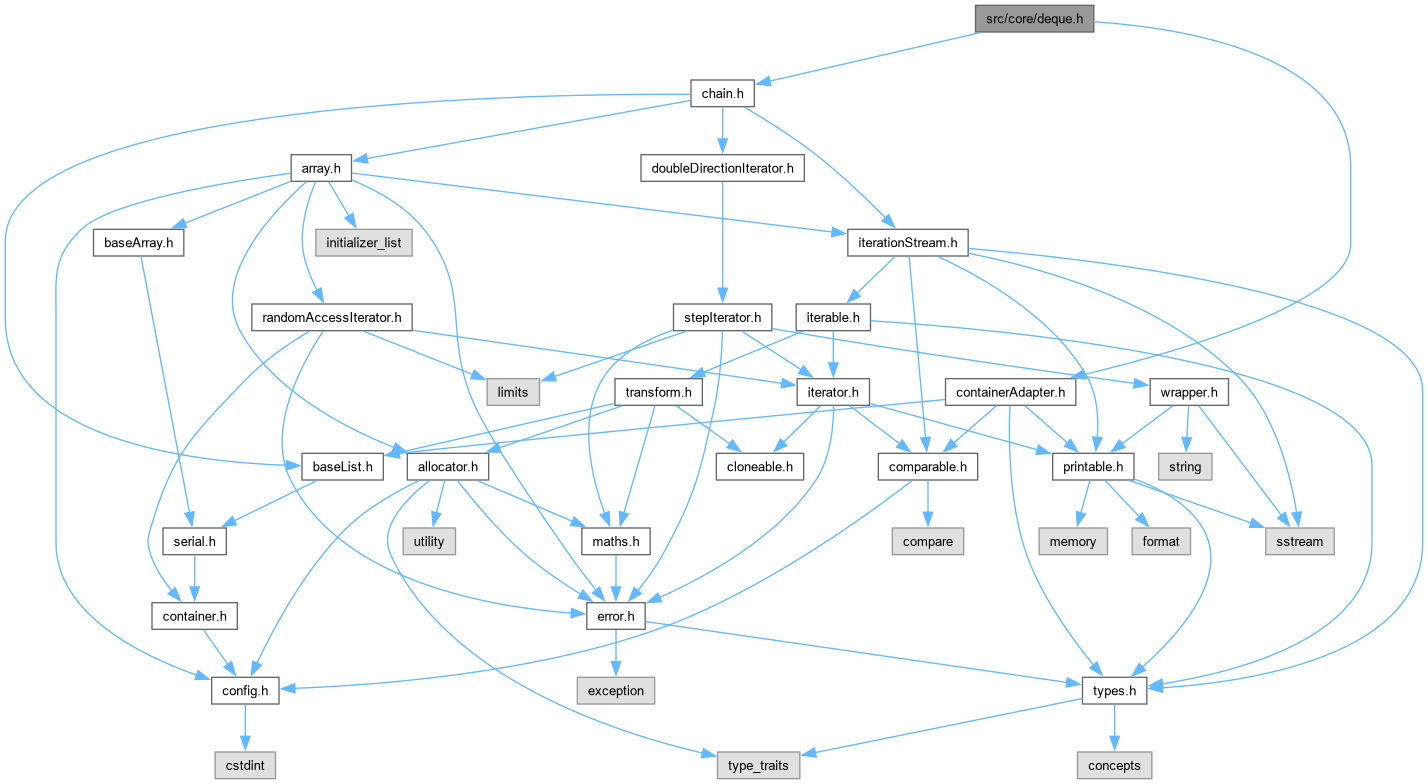 src/core/deque.h
chain.h
array.h
doubleDirectionIterator.h
baseArray.h
initializer_list
iterationStream.h
randomAccessIterator.h
stepIterator.h
iterable.h
limits
transform.h
iterator.h
containerAdapter.h
wrapper.h
baseList.h
allocator.h
cloneable.h
comparable.h
printable.h
string
serial.h
utility
maths.h
compare
memory
format
sstream
container.h
error.h
config.h
exception
types.h
cstdint
type_traits
concepts